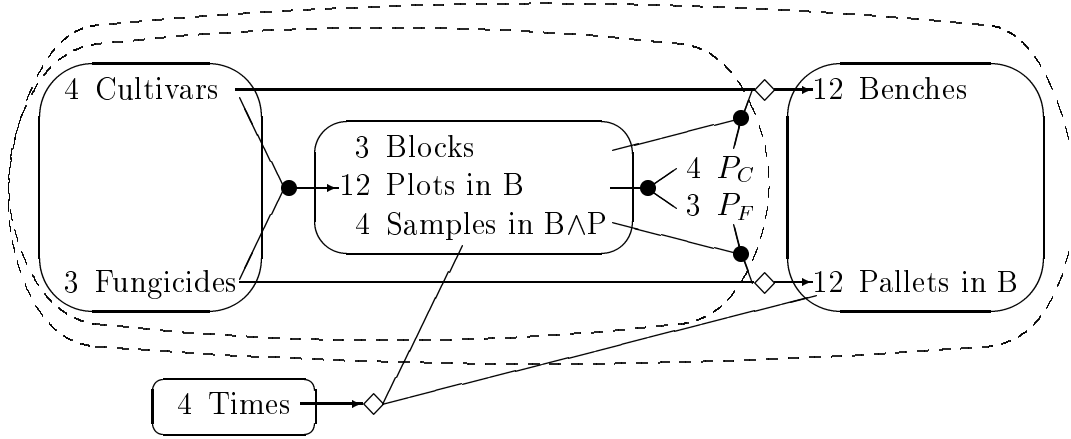 4 Cultivars
3 Fungicides
3 Blocks
12 Plots in B
4 Samples in B∧P
4 P_C
3 P_F
12 Benches
12 Pallets in B
4 Times